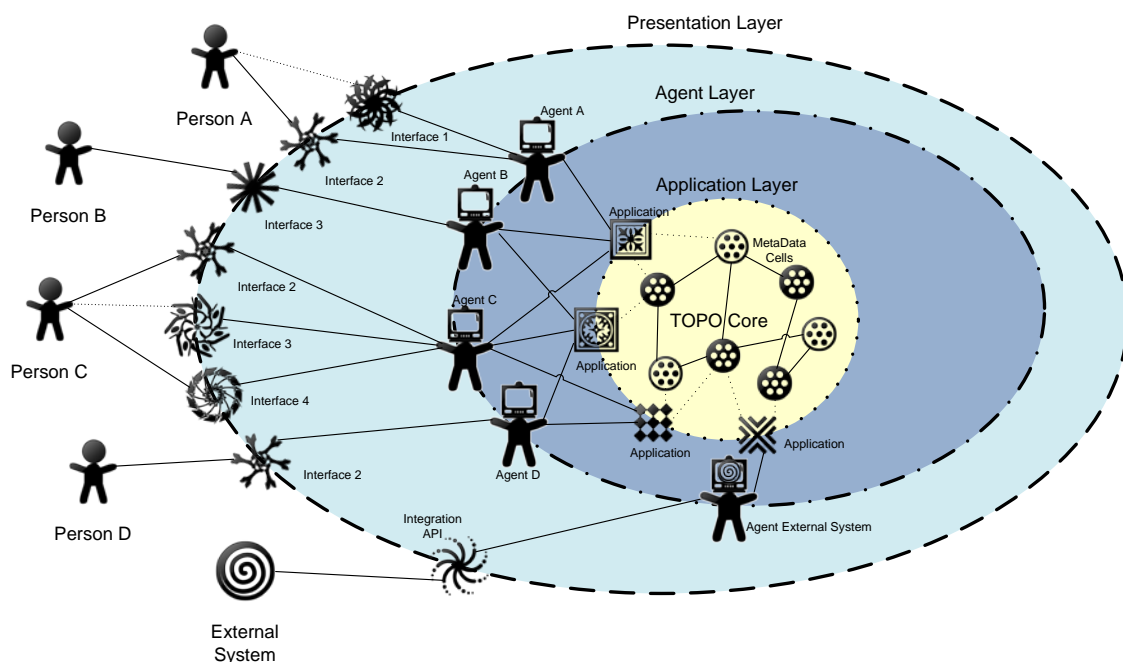 Presentation Layer
Agent Layer
Application Layer
Person A
Interface 1
Agent A
Interface 2
Agent B
Person B
Interface 3
Application
MetaData
Cells
Interface 2
Agent C
TOPO Core
Interface 3
Person C
Application
Interface 4
Agent D
Application
Application
Interface 2
Person D
Integration
API
Agent External System
External
System